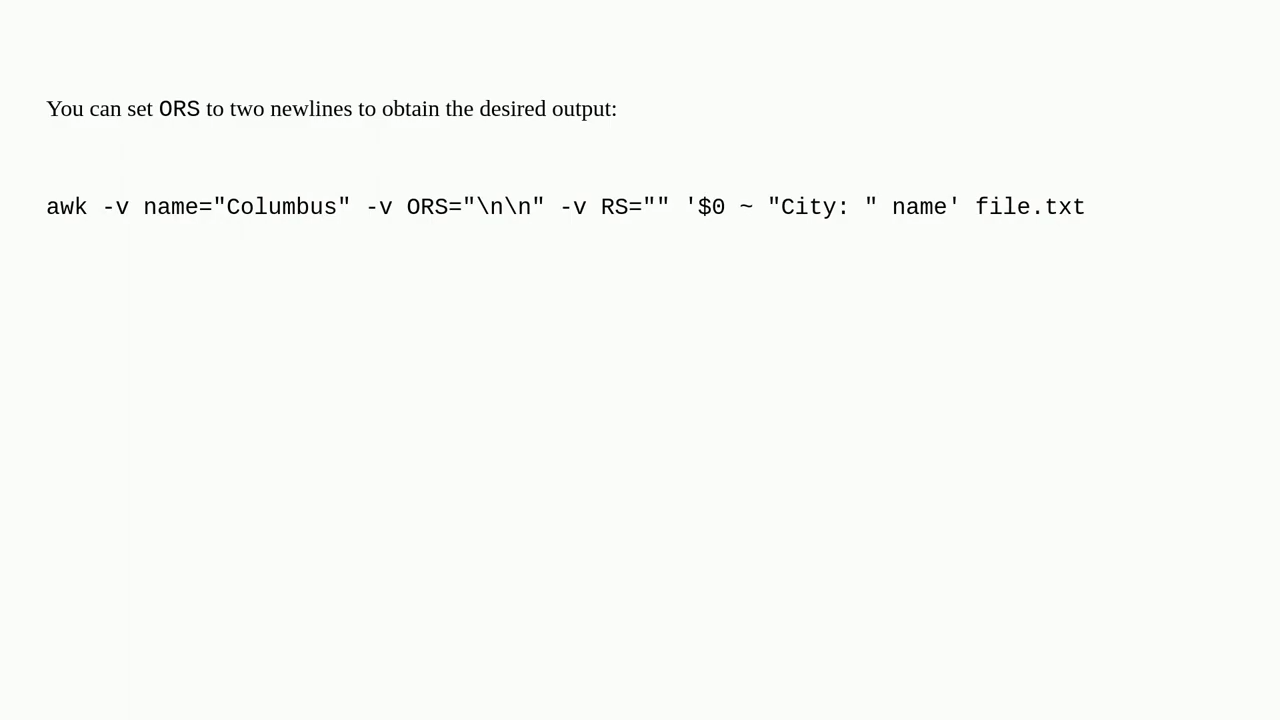 You can set ORS to two newlines to obtain the desired output:
awk -v name="Columbus" -v ORS="\n\n" -v RS="" '$0 ~ "City: " name' file.txt